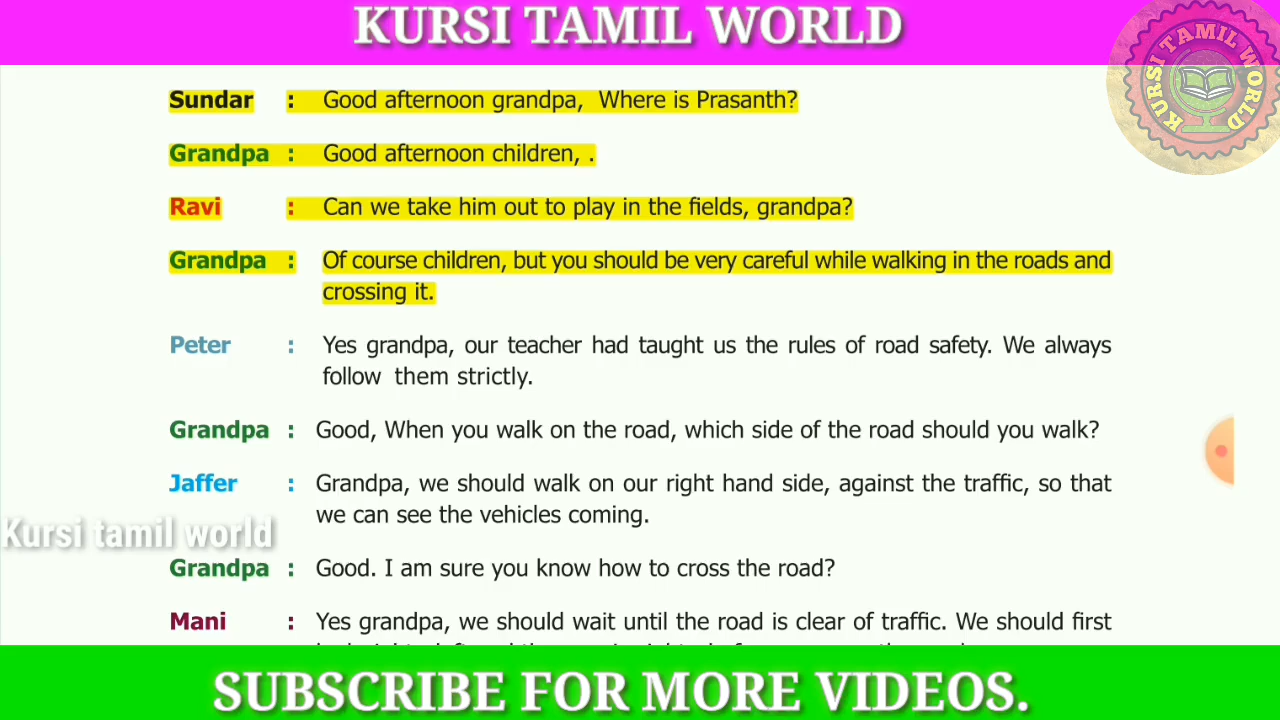 KURSI TAMIL WORLD
KURSI TAMIL WORLD
Sundar : Good afternoon grandpa, Where is Prasanth?
Grandpa : Good afternoon children, .
Ravi : Can we take him out to play in the fields, grandpa?
Grandpa : Of course children, but you should be very careful while walking in the roads and
crossing it.
Peter : Yes grandpa, our teacher had taught us the rules of road safety. We always
follow them strictly.
Grandpa : Good, When you walk on the road, which side of the road should you walk?
Jaffer : Grandpa, we should walk on our right hand side, against the traffic, so that
we can see the vehicles coming.
Kursi tamil world
Grandpa : Good. I am sure you know how to cross the road?
Mani : Yes grandpa, we should wait until the road is clear of traffic. We should first
SUBSCRIBE FOR MORE VIDEOS.